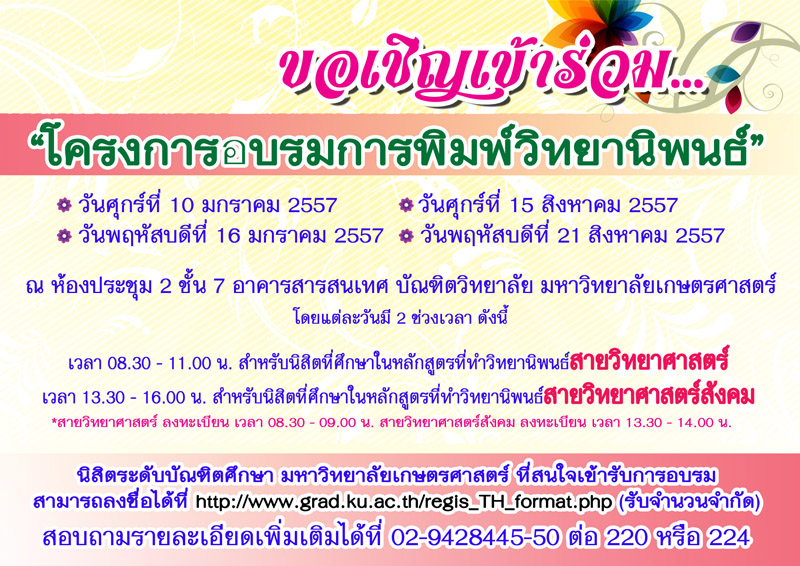 ขอเชิญเข้าร่วม...
“โครงการอบรมการพิมพ์วิทยานิพนธ์”
วันศุกร์ที่ 10 มกราคม 2557
วันศุกร์ที่ 15 สิงหาคม 2557
วันพฤหัสบดีที่ 16 มกราคม 2557
วันพฤหัสบดีที่ 21 สิงหาคม 2557
ณ ห้องประชุม 2 ชั้น 7 อาคารสารสนเทศ บัณฑิตวิทยาลัย มหาวิทยาลัยเกษตรศาสตร์
โดยแต่ละวันมี 2 ช่วงเวลา ดังนี้
เวลา 08.30 - 11.00 น. สำหรับนิสิตที่ศึกษาในหลักสูตรที่ทำวิทยานิพนธ์สายวิทยาศาสตร์
เวลา 13.30 - 16.00 น. สำหรับนิสิตที่ศึกษาในหลักสูตรที่ทำวิทยานิพนธ์สายวิทยาศาสตร์สังคม
*สายวิทยาศาสตร์ ลงทะเบียน เวลา 08.30 - 09.00 น. สายวิทยาศาสตร์สังคม ลงทะเบียน เวลา 13.30 - 14.00 น.
นิสิตระดับบัณฑิตศึกษา มหาวิทยาลัยเกษตรศาสตร์ ที่สนใจเข้ารับการอบรม
สามารถลงชื่อได้ที่ http://www.grad.ku.ac.th/regis_TH_format.php (รับจำนวนจำกัด)
สอบถามรายละเอียดเพิ่มเติมได้ที่ 02-9428445-50 ต่อ 220 หรือ 224